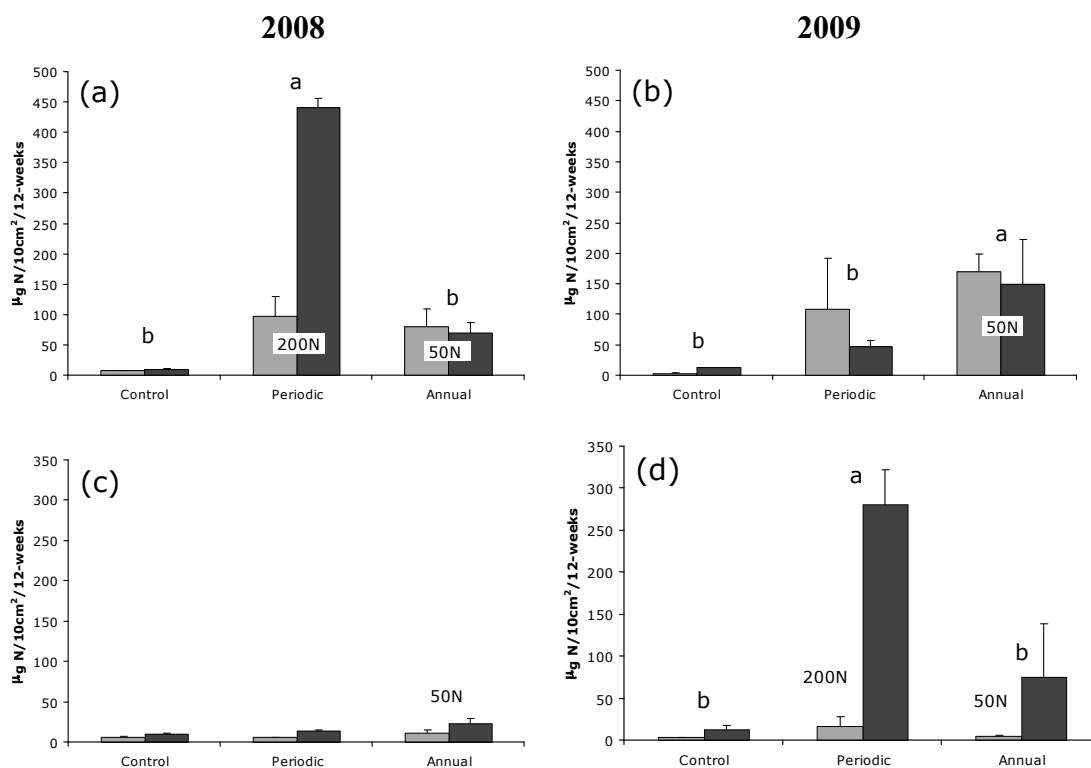 2008
2009
(a)
µg N/10cm²/12-weeks
500
450
400
350
300
250
200
150
100
50
0
b
a
b
200N
50N
Control Periodic Annual
(b)
µg N/10cm²/12-weeks
500
450
400
350
300
250
200
150
100
50
0
b
b
a
50N
Control Periodic Annual
(c)
µg N/10cm²/12-weeks
350
300
250
200
150
100
50
0
50N
Control Periodic Annual
(d)
µg N/10cm²/12-weeks
350
300
250
200
150
100
50
0
b
a
b
200N
50N
Control Periodic Annual